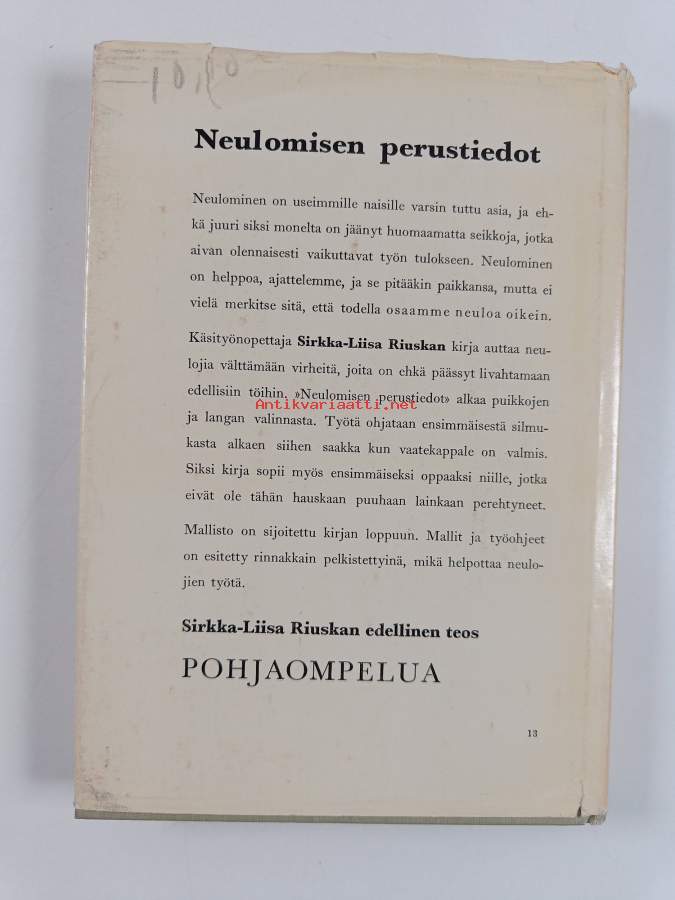 10,80
Neulomisen perustiedot
Neulominen on useimmille naisille varsin tuttu asia, ja eh-
kä juuri siksi monelta on jäänyt huomaamatta seikkoja, jotka
aivan olennaisesti vaikuttavat työn tulokseen. Neulominen
on helppoa, ajattelemme, ja se pitääkin paikkansa, mutta ei
vielä merkitse sitä, että todella osaamme neuloa oikein.
Käsityönopettaja Sirkka-Liisa Riuskan kirja auttaa neu-
lojia välttämään virheitä, joita on ehkä päässyt livahtamaan
edellisiin töihin. »Neulomisen perustiedot» alkaa puikkojen
Antikvariaatti.net
ja langan valinnasta. Työtä ohjataan ensimmäisestä silmu-
kasta alkaen siihen saakka kun vaatekappale on valmis.
Siksi kirja sopii myös ensimmäiseksi oppaaksi niille, jotka
eivät ole tähän hauskaan puuhaan lainkaan perehtyneet.
Mallisto on sijoitettu kirjan loppuun. Mallit ja työohjeet
on esitetty rinnakkain pelkistettyinä, mikä helpottaa neulo-
jien työtä.
Sirkka-Liisa Riuskan edellinen teos
POHJAOMPELUA
13